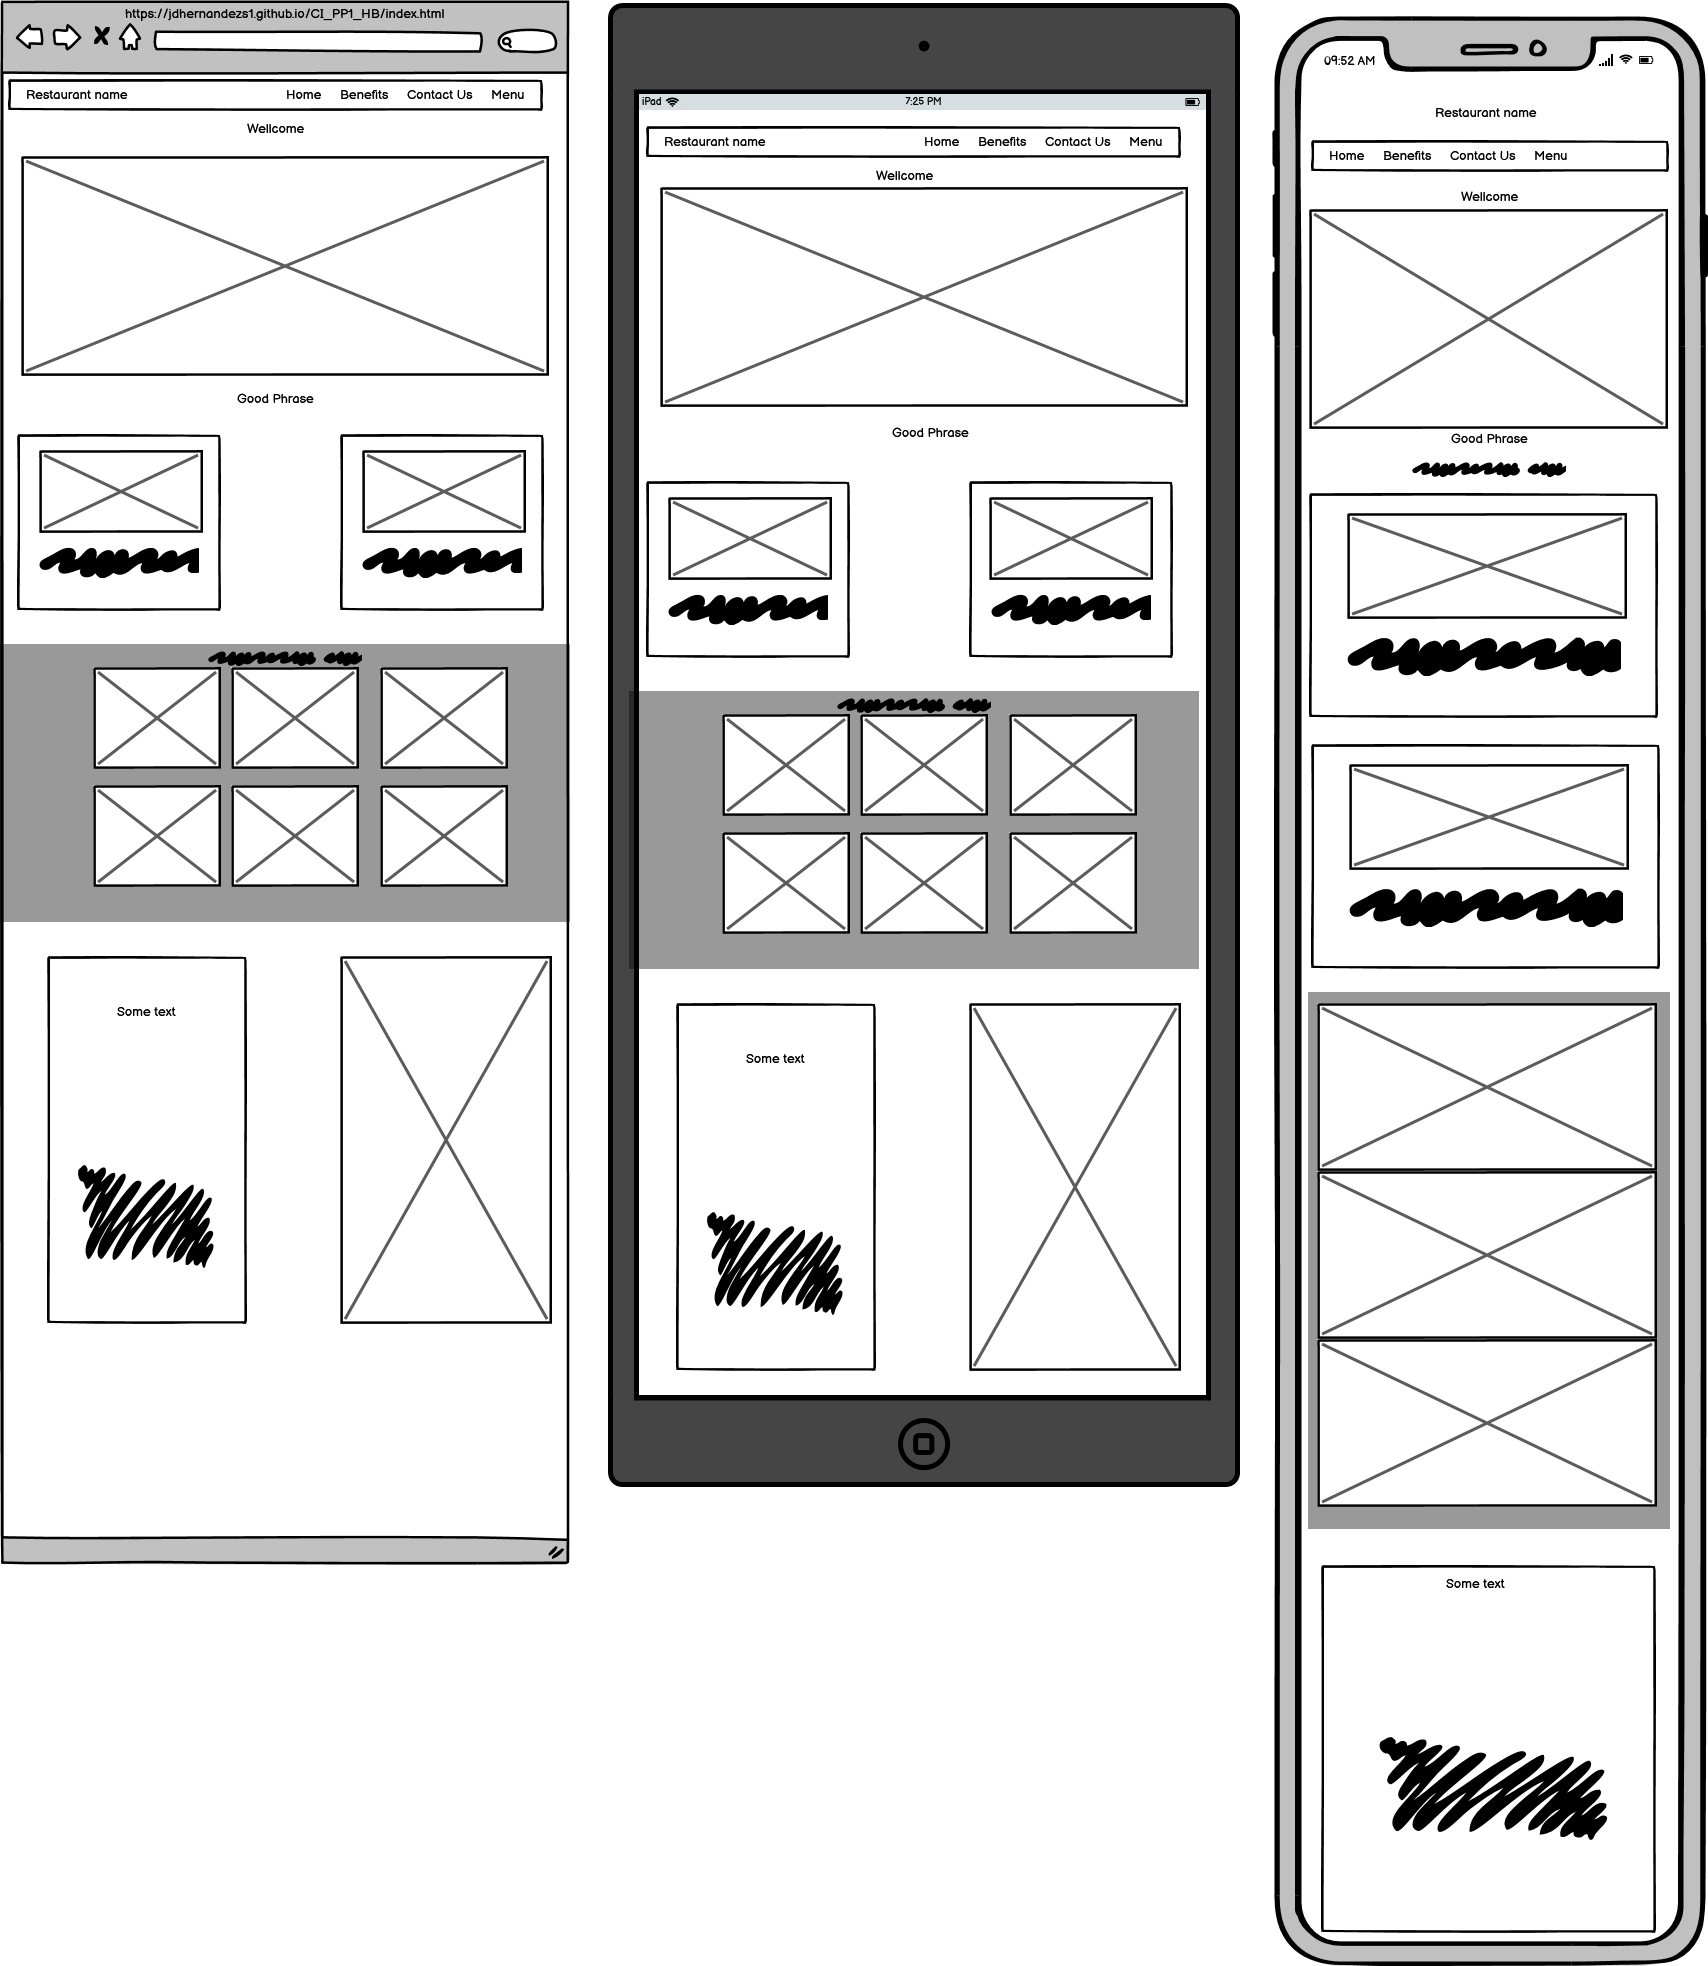 https://jdhernandezs1.github.io/CI_PP1_HB/index.html
Restaurant name Home Benefits Contact Us Menu
Wellcome
Good Phrase
Some text
iPad 7:25 PM
Restaurant name Home Benefits Contact Us Menu
Wellcome
Good Phrase
Some text
09:52 AM
Restaurant name
Home Benefits Contact Us Menu
Wellcome
Good Phrase
Some text